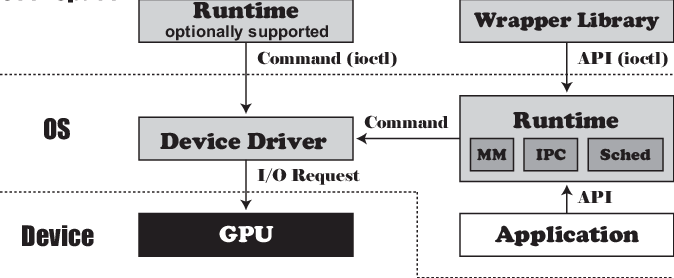 Runtime
optionally supported
Wrapper Library
Command (ioctl)
API (ioctl)
OS
Device Driver
Command
Runtime
MM
IPC
Sched
I/O Request
API
Device
GPU
Application